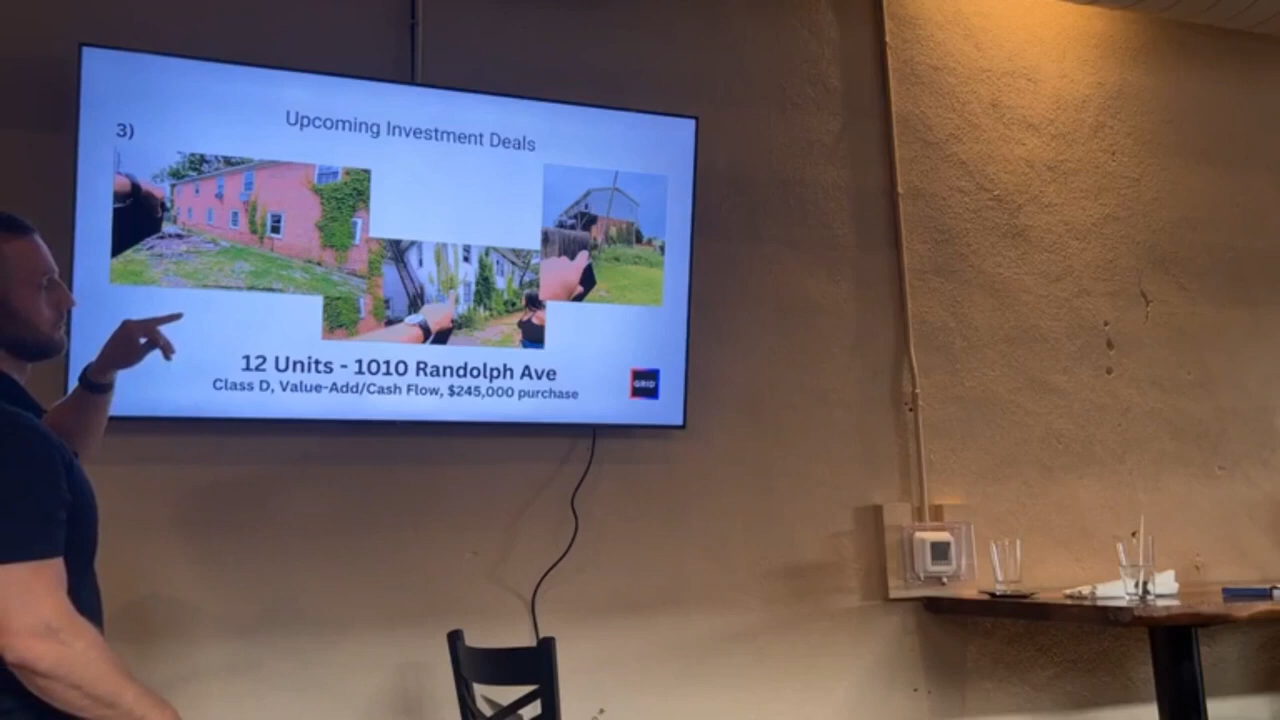 Upcoming Investment Deals
3)
12 Units - 1010 Randolph Ave
Class D, Value-Add/Cash Flow, $245,000 purchase
GRID